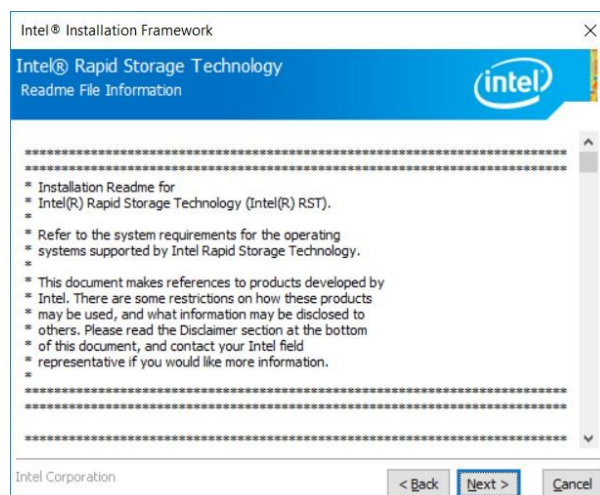 Intel® Installation Framework
Intel® Rapid Storage Technology
Readme File Information
intel
*******************************************************************************
*******************************************************************************
* Installation Readme for
* Intel(R) Rapid Storage Technology (Intel(R) RST).
*
* Refer to the system requirements for the operating
* systems supported by Intel Rapid Storage Technology.
*
* This document makes references to products developed by
* Intel. There are some restrictions on how these products
* may be used, and what information may be disclosed to
* others. Please read the Disclaimer section at the bottom
* of this document, and contact your Intel field
* representative if you would like more information.
*
*******************************************************************************
*******************************************************************************
*******************************************************************************
Intel Corporation
< Back
Next >
Cancel